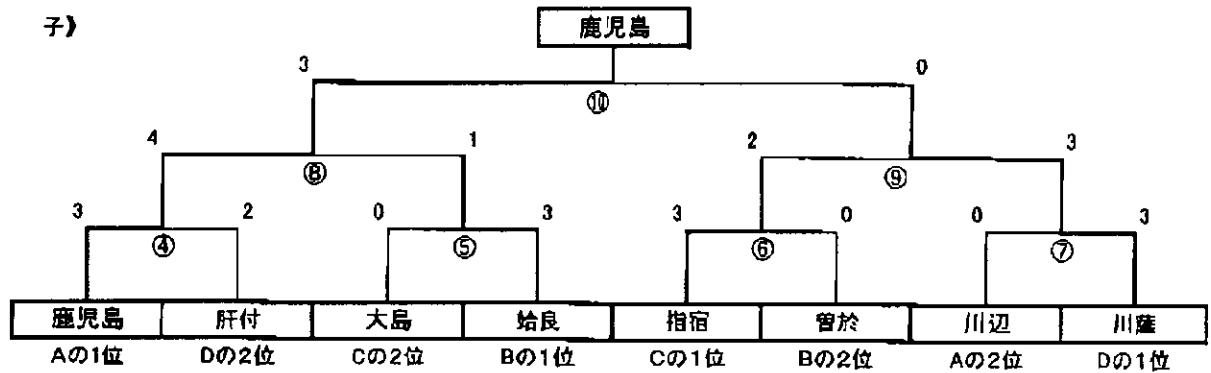 子》
鹿児島
3 0
⑩
4 1 2 3
⑧ ⑨
3 2 0 3 3 0 0 3
④ ⑤ ⑥ ⑦
鹿児島 肝付 大島 姶良 指宿 曽於 川辺 川薩
Aの1位 Dの2位 Cの2位 Bの1位 Cの1位 Bの2位 Aの2位 Dの1位